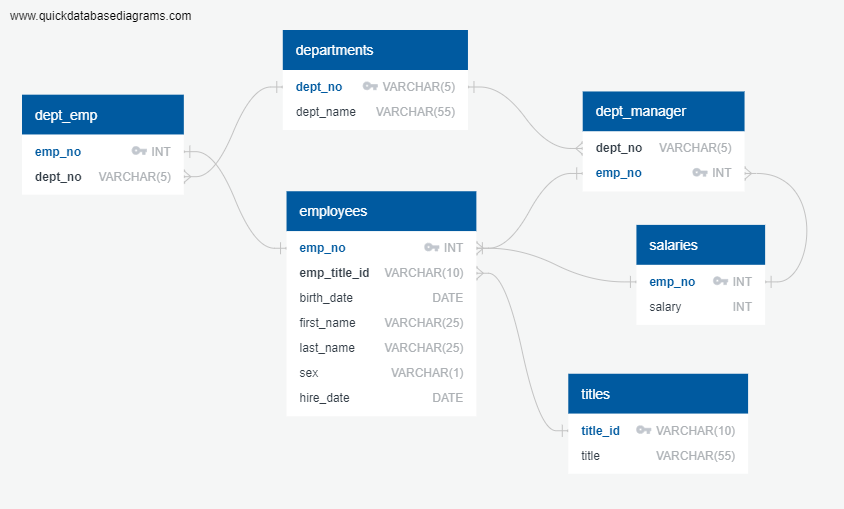 www.quickdatabasediagrams.com
departments
dept_no VARCHAR(5)
dept_name VARCHAR(55)
dept_emp
emp_no INT
dept_no VARCHAR(5)
dept_manager
dept_no VARCHAR(5)
emp_no INT
employees
emp_no INT
emp_title_id VARCHAR(10)
birth_date DATE
first_name VARCHAR(25)
last_name VARCHAR(25)
sex VARCHAR(1)
hire_date DATE
salaries
emp_no INT
salary INT
titles
title_id VARCHAR(10)
title VARCHAR(55)